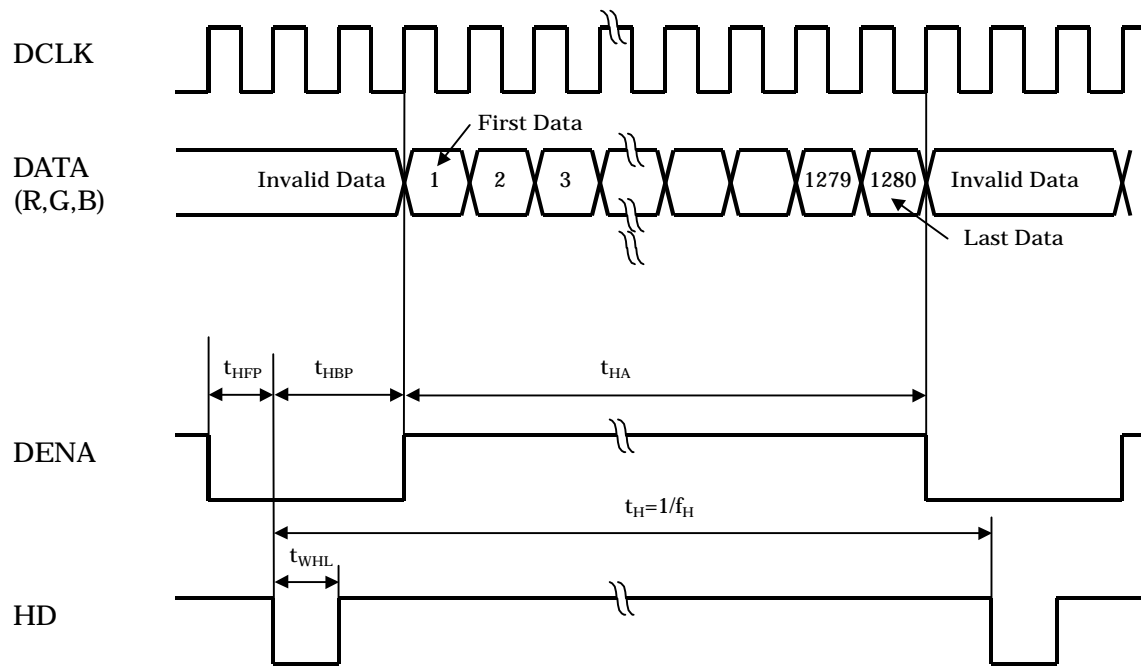 DCLK
First Data
DATA
(R,G,B)
Invalid Data 1 2 3 1279 1280 Invalid Data
Last Data
tHFP tHBP tHA
DENA
tH=1/fH
tWHL
HD